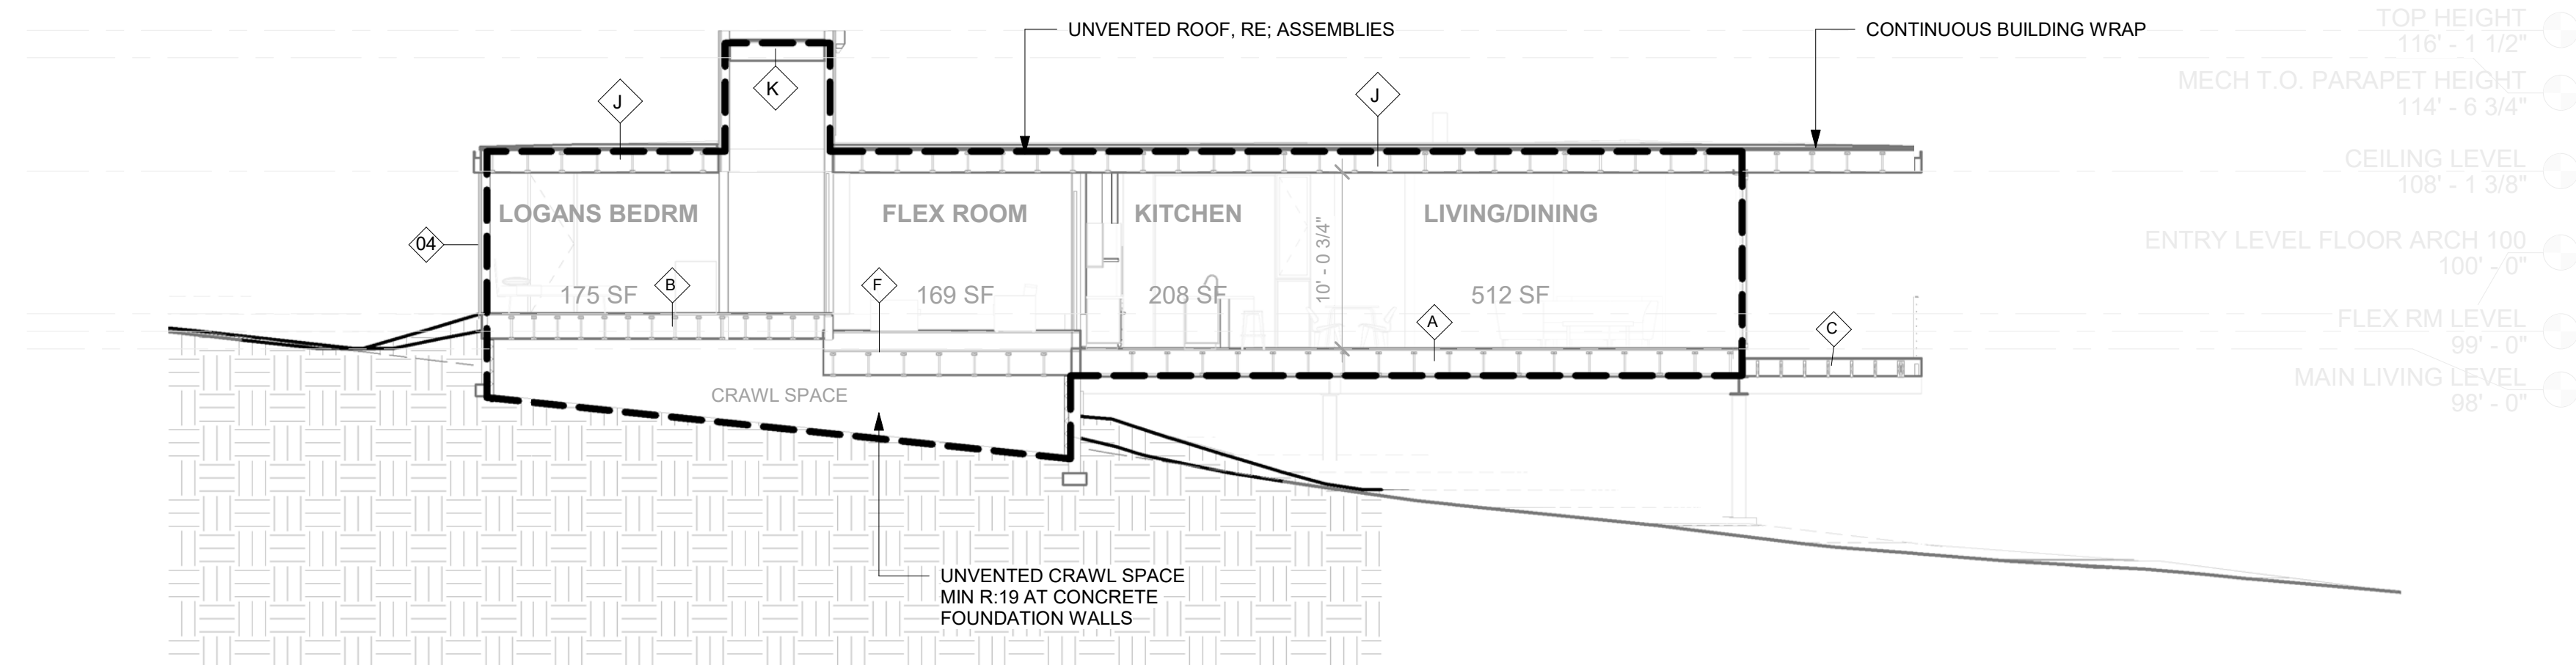 UNVENTED ROOF, RE; ASSEMBLIES
CONTINUOUS BUILDING WRAP
TOP HEIGHT
116' - 1 1/2"
MECH T.O. PARAPET HEIGHT
114' - 6 3/4"
CEILING LEVEL
108' - 1 3/8"
ENTRY LEVEL FLOOR ARCH 100
100' - 0"
FLEX RM LEVEL
99' - 0"
MAIN LIVING LEVEL
98' - 0"
K
J
J
LOGANS BEDRM
FLEX ROOM
KITCHEN
LIVING/DINING
04
10' - 0 3/4"
175 SF
B
F
169 SF
208 SF
512 SF
A
C
CRAWL SPACE
UNVENTED CRAWL SPACE
MIN R:19 AT CONCRETE
FOUNDATION WALLS